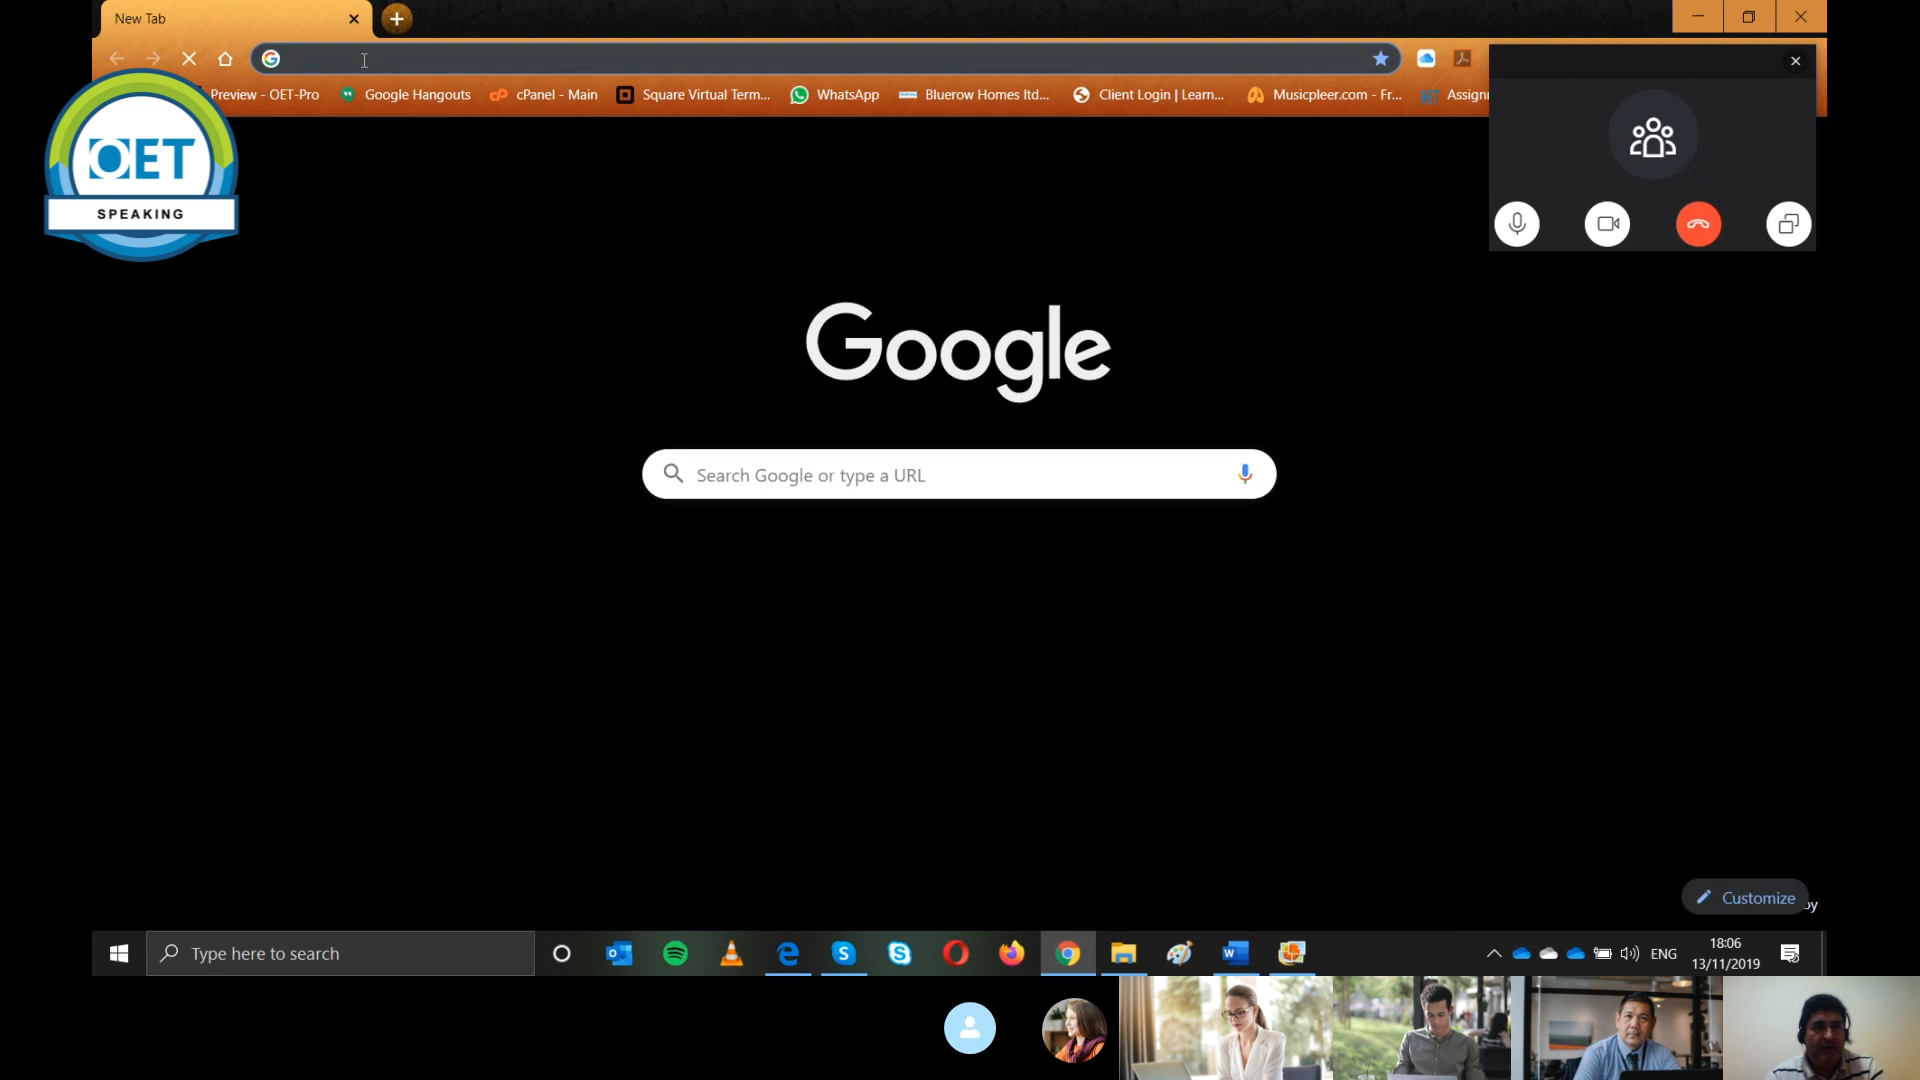 New Tab
Preview - OET-Pro
Google Hangouts
cPanel - Main
Square Virtual Term...
WhatsApp
Bluerow Homes ltd...
Client Login | Learn...
Musicpleer.com - Fr...
Assignm
OET
SPEAKING
Google
Search Google or type a URL
Customize
by
Type here to search
ENG
18:06
13/11/2019